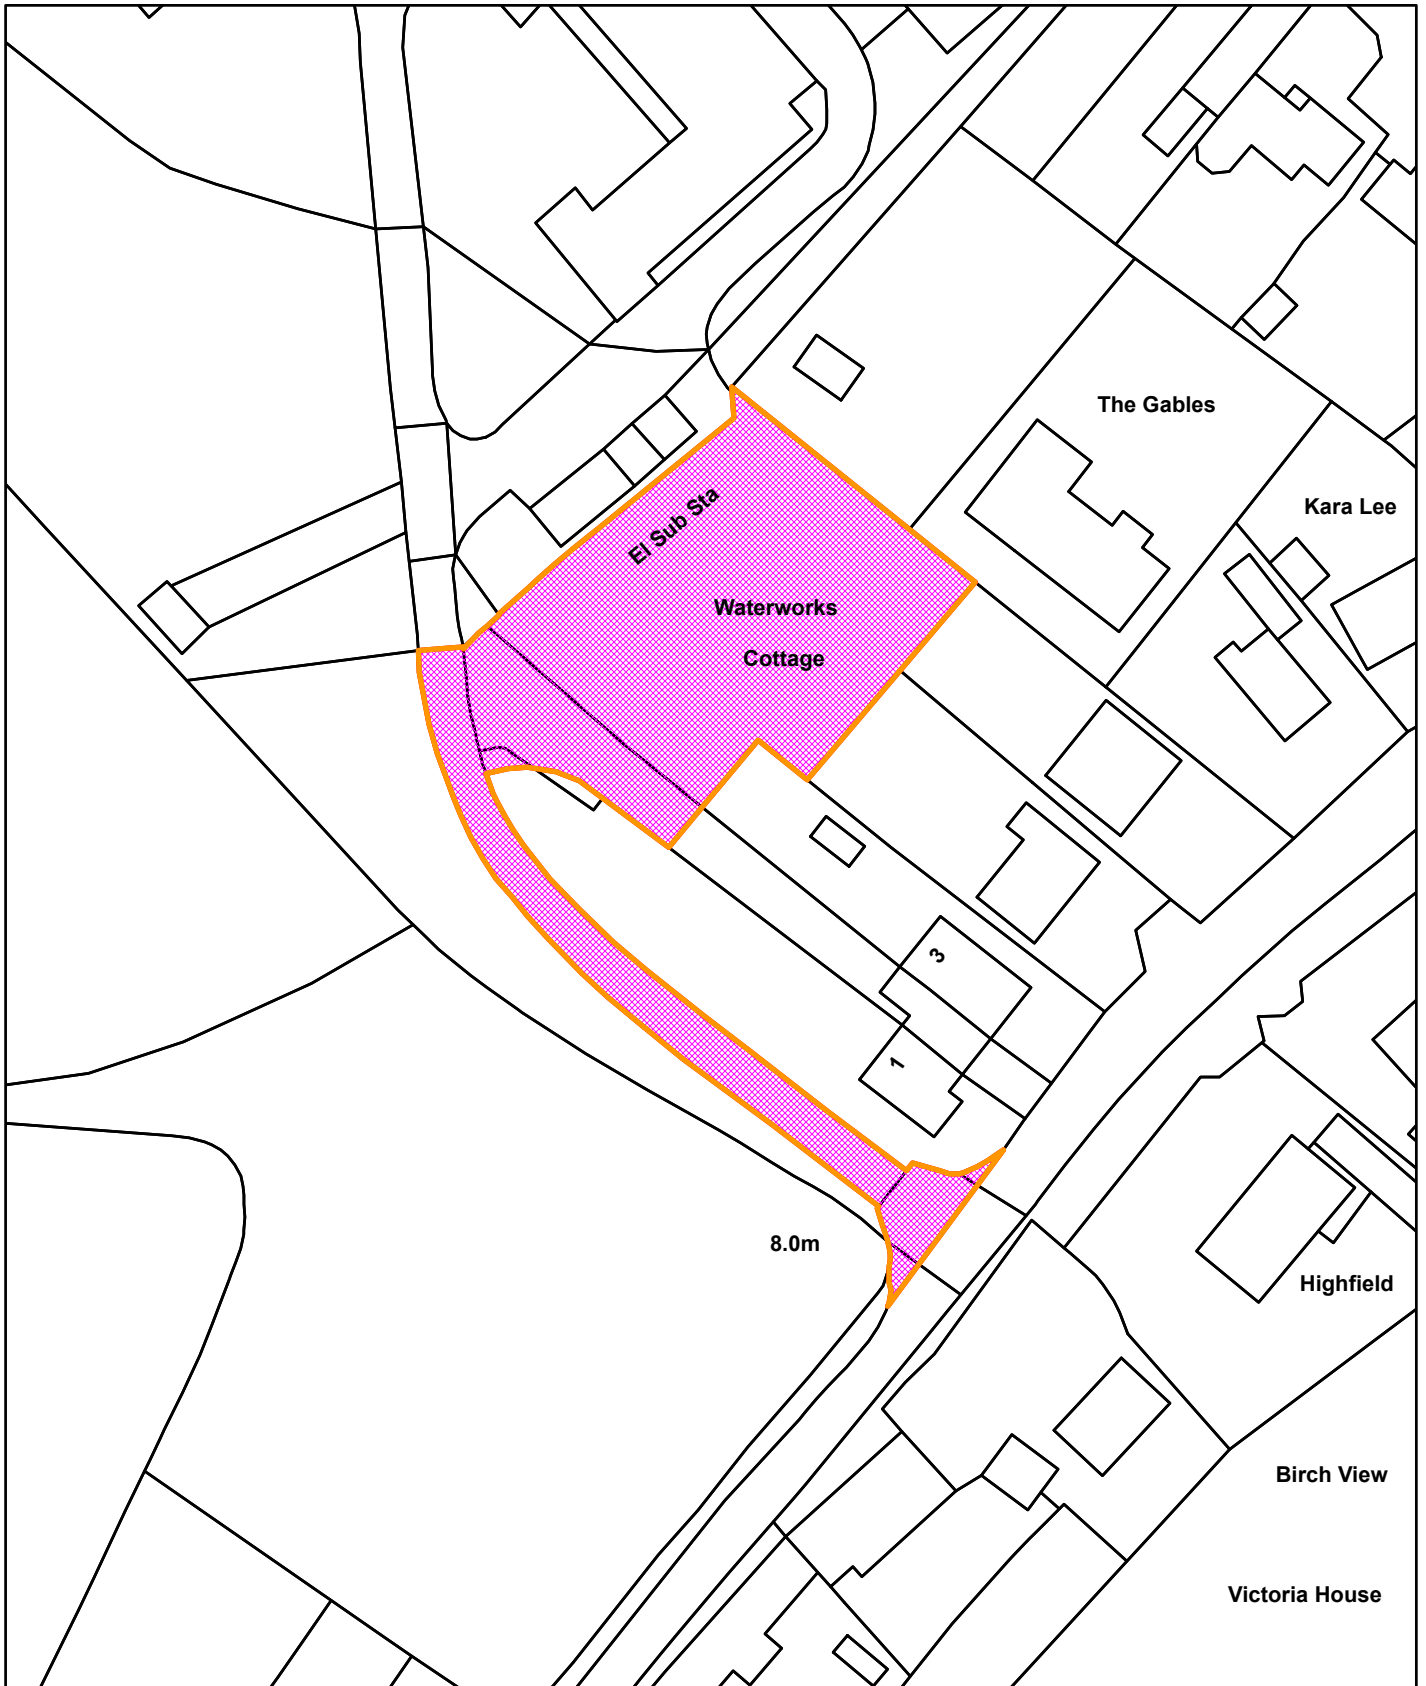 The Gables
Kara Lee
El Sub Sta
Waterworks
Cottage
3
1
8.0m
Highfield
Birch View
Victoria House